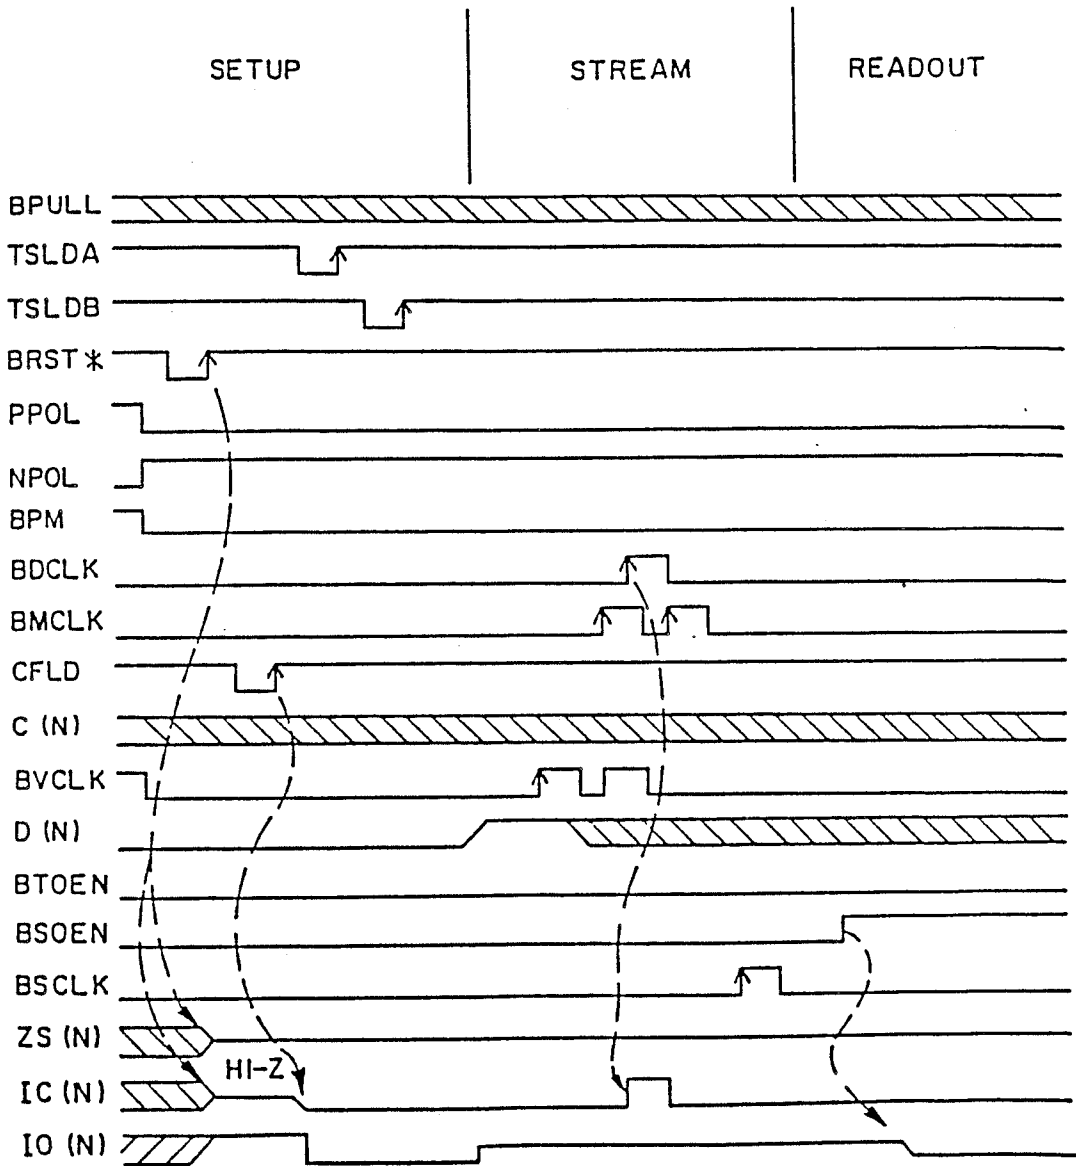 SETUP STREAM READOUT
BPULL
TSLDA
TSLDB
BRST *
PPOL
NPOL
BPM
BDCLK
BMCLK
CFLD
C (N)
BVCLK
D (N)
BTOEN
BSOEN
BSCLK
ZS (N)
HI-Z
IC (N)
IO (N)